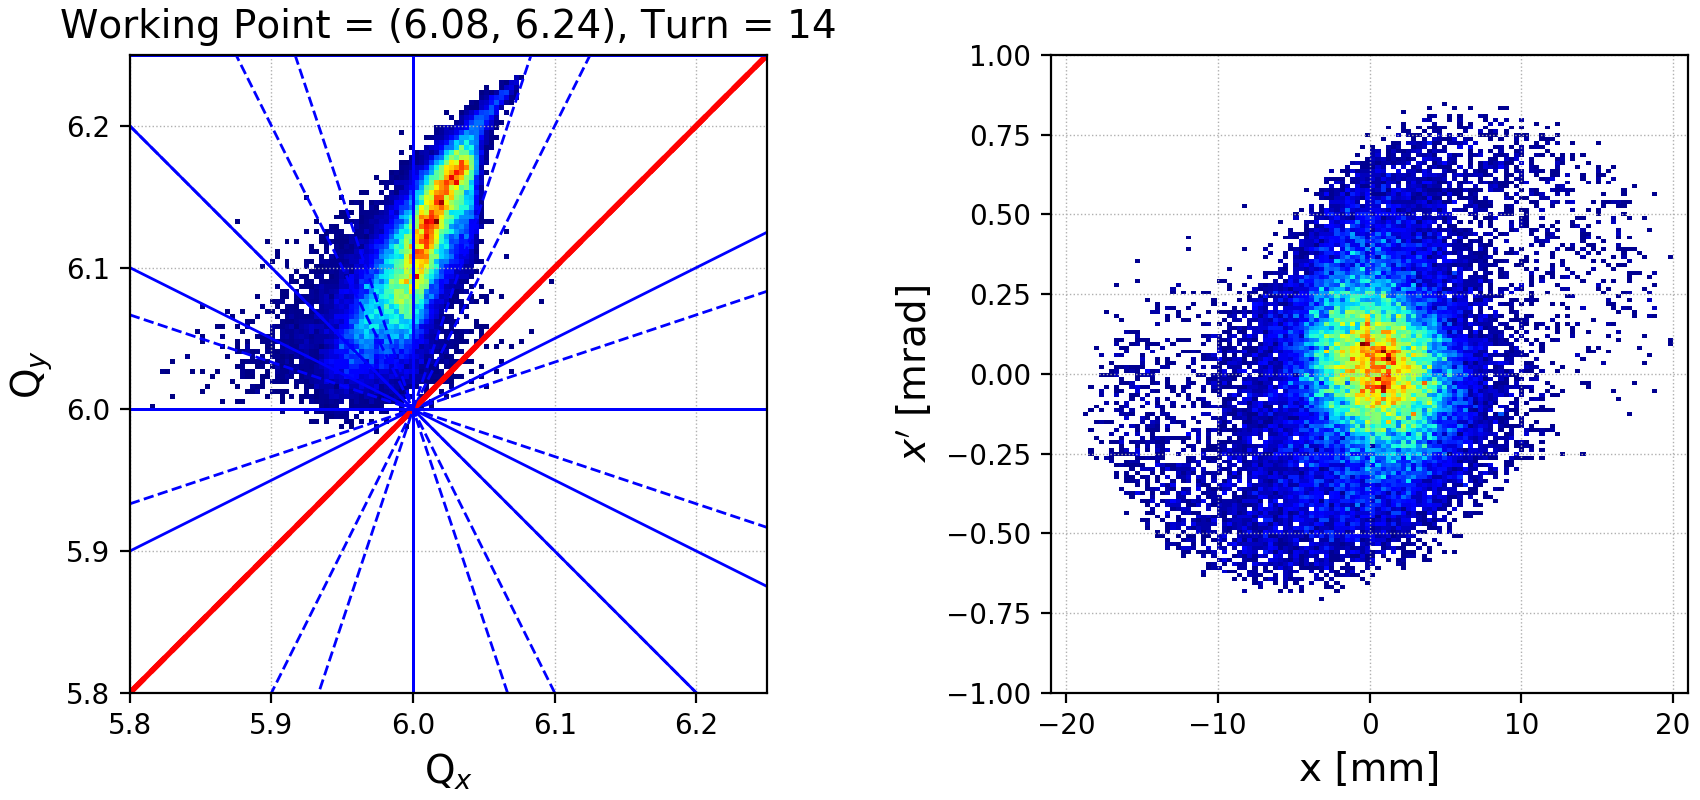 Working Point = (6.08, 6.24), Turn = 14
6.2
6.1
6.0
5.9
5.8
Qy
5.8 5.9 6.0 6.1 6.2
Qx
1.00
0.75
0.50
0.25
0.00
−0.25
−0.50
−0.75
−1.00
x′ [mrad]
−20 −10 0 10 20
x [mm]